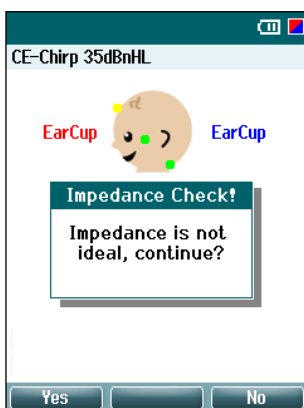 CE-Chirp 35dBnHL
EarCup EarCup
Impedance Check!
Impedance is not
ideal, continue?
Yes No